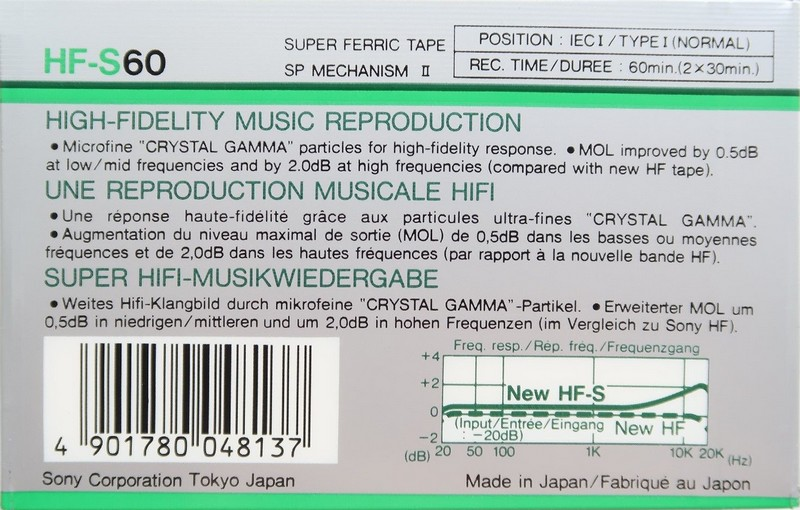 HF-S60
SUPER FERRIC TAPE
SP MECHANISM II
POSITION : IEC I / TYPE I (NORMAL)
REC. TIME/DUREE : 60min.(2×30min.)
HIGH-FIDELITY MUSIC REPRODUCTION
● Microfine "CRYSTAL GAMMA" particles for high-fidelity response. ● MOL improved by 0.5dB
at low/mid frequencies and by 2.0dB at high frequencies (compared with new HF tape).
UNE REPRODUCTION MUSICALE HIFI
● Une réponse haute-fidélité grâce aux particules ultra-fines "CRYSTAL GAMMA".
● Augmentation du niveau maximal de sortie (MOL) de 0,5dB dans les basses ou moyennes
fréquences et de 2,0dB dans les hautes fréquences (par rapport à la nouvelle bande HF).
SUPER HIFI-MUSIKWIEDERGABE
● Weites Hifi-Klangbild durch mikrofeine "CRYSTAL GAMMA"-Partikel. ● Erweiterter MOL um
0,5dB in niedrigen/mittleren und um 2,0dB in hohen Frequenzen (im Vergleich zu Sony HF).
4 901780 048137
Freq. resp./Rép. fréq./Frequenzgang
+4
+2
New HF-S
0
(Input/Entrée/Eingang
: −20dB)
New HF
−2
(dB) 20 50 100 1K 10K 20K (Hz)
Sony Corporation Tokyo Japan
Made in Japan/Fabriqué au Japon